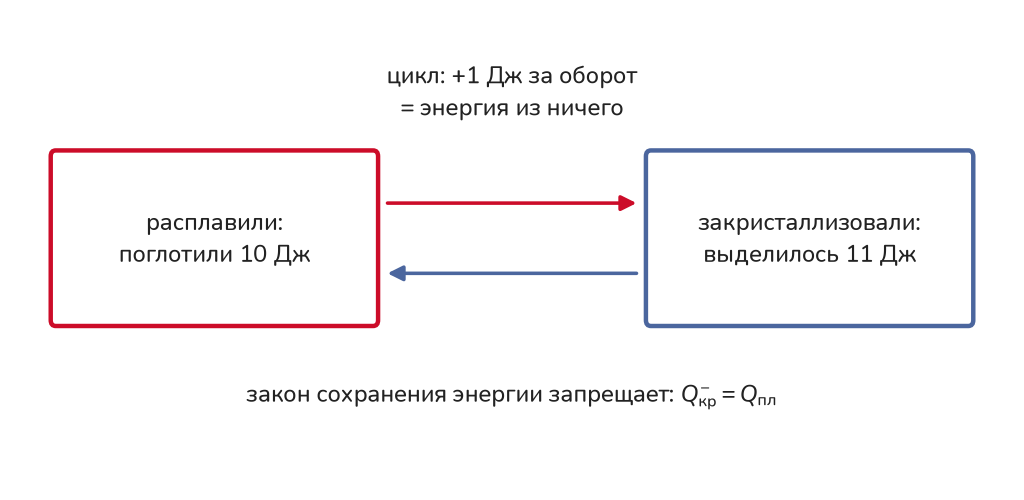 цикл: +1 Дж за оборот
= энергия из ничего
расплавили:
поглотили 10 Дж
закристаллизовали:
выделилось 11 Дж
закон сохранения энергии запрещает: Q⁻кр = Qпл